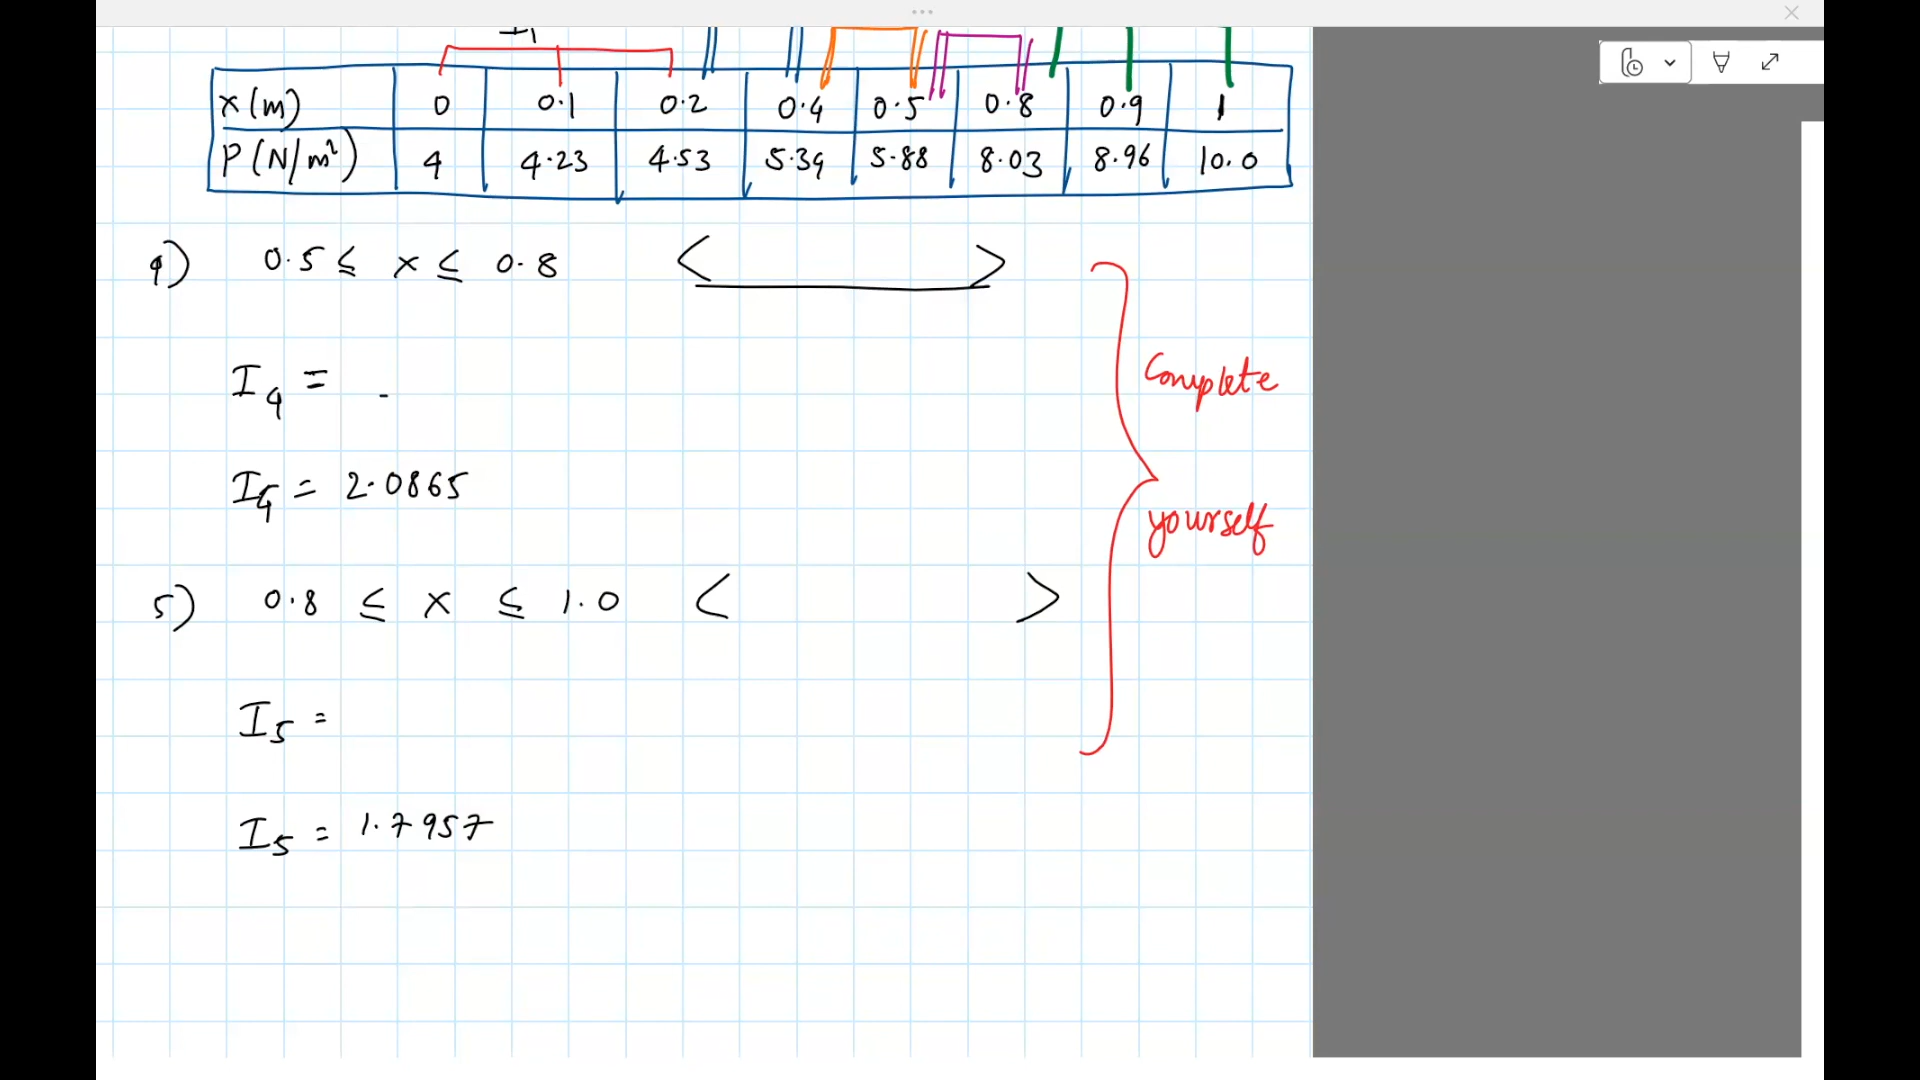 I1
x (m) 0 0.1 0.2 0.4 0.5 0.8 0.9 1
P (N/m²) 4 4.23 4.53 5.39 5.88 8.03 8.96 10.0
4) 0.5 ≤ x ≤ 0.8 < >
I4 =
I4 = 2.0865
Complete
yourself
5) 0.8 ≤ x ≤ 1.0 < >
I5 =
I5 = 1.7957